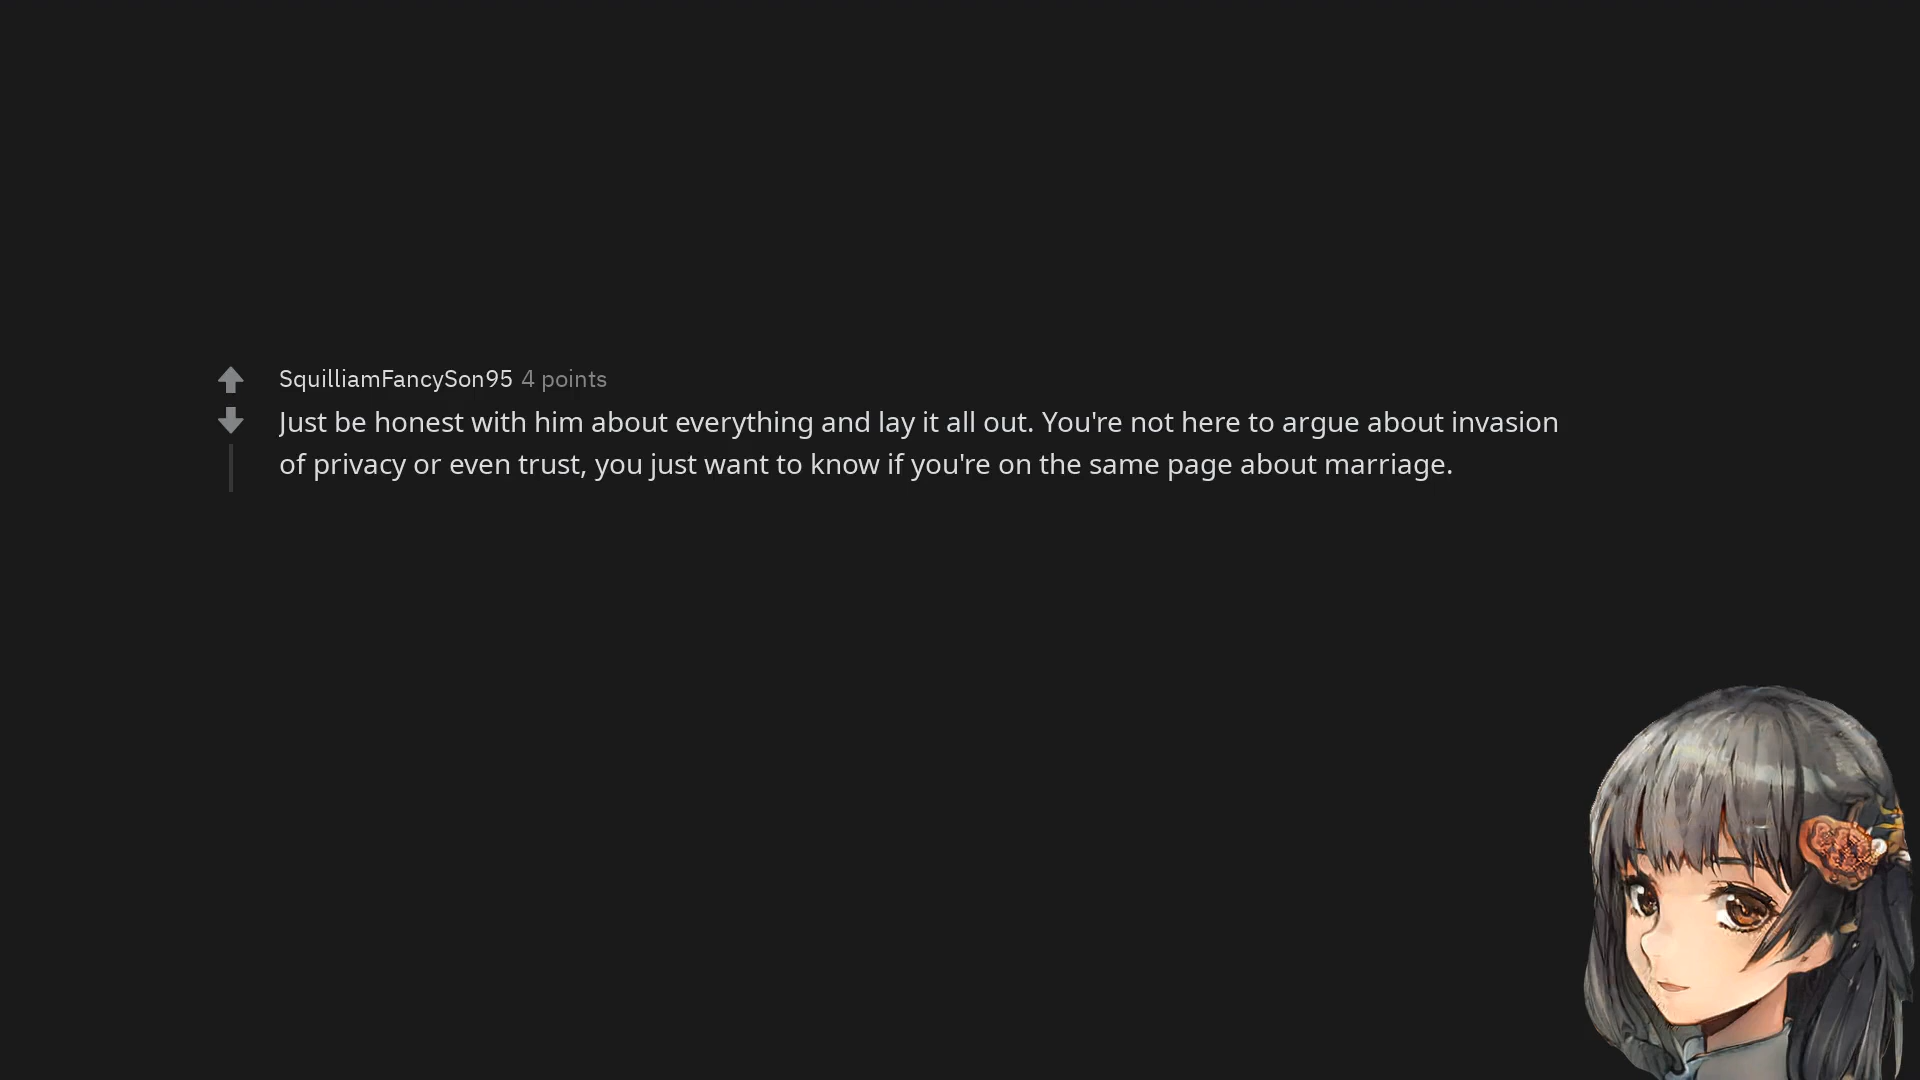 SquilliamFancySon95 4 points
Just be honest with him about everything and lay it all out. You're not here to argue about invasion
of privacy or even trust, you just want to know if you're on the same page about marriage.